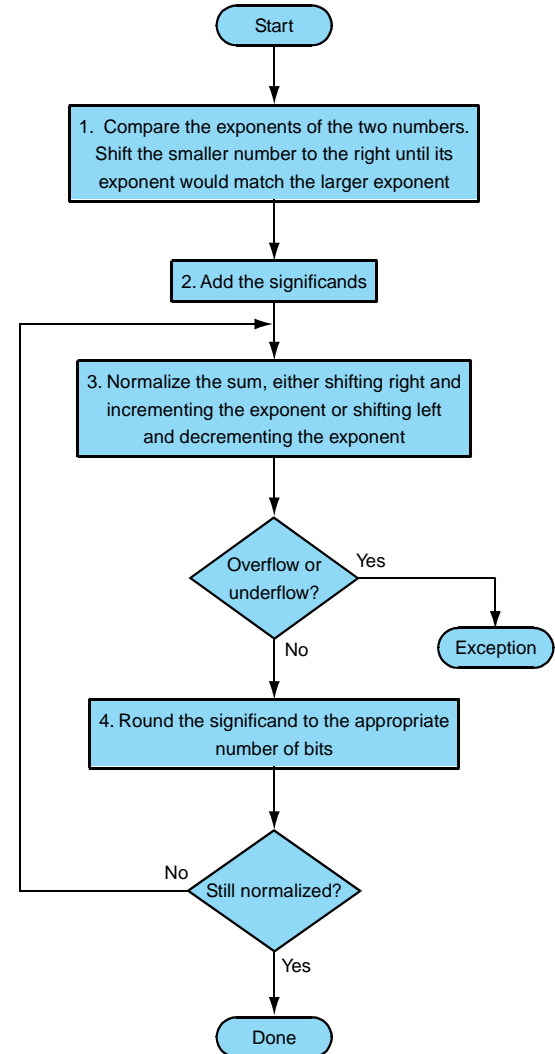 Start
1. Compare the exponents of the two numbers.
Shift the smaller number to the right until its
exponent would match the larger exponent
2. Add the significands
3. Normalize the sum, either shifting right and
incrementing the exponent or shifting left
and decrementing the exponent
Overflow or
underflow?
Yes
Exception
No
4. Round the significand to the appropriate
number of bits
No
Still normalized?
Yes
Done